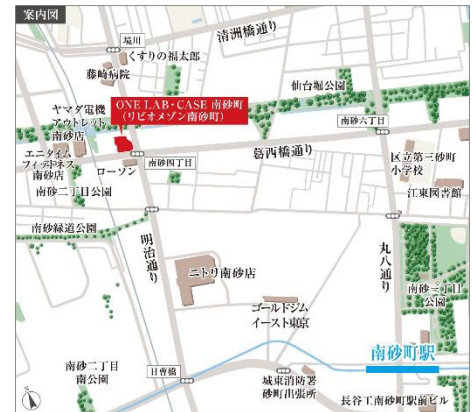 案内図
境川
清洲橋通り
くすりの福太郎
藤崎病院
仙台堀公園
ONE LAB・CASE 南砂町
（リビオメゾン南砂町）
ヤマダ電機
アウトレット
南砂店
南砂六丁目
エニタイム
フィットネス
南砂店
南砂四丁目
葛西橋通り
区立第三砂町
小学校
ローソン
南砂二丁目公園
江東図書館
南砂緑道公園
明治通り
丸八通り
ニトリ南砂店
南砂三丁目
公園
ゴールドジム
イースト東京
南砂町駅
南砂二丁目
南公園
日曹橋
城東消防署
砂町出張所
長谷工南砂町駅前ビル